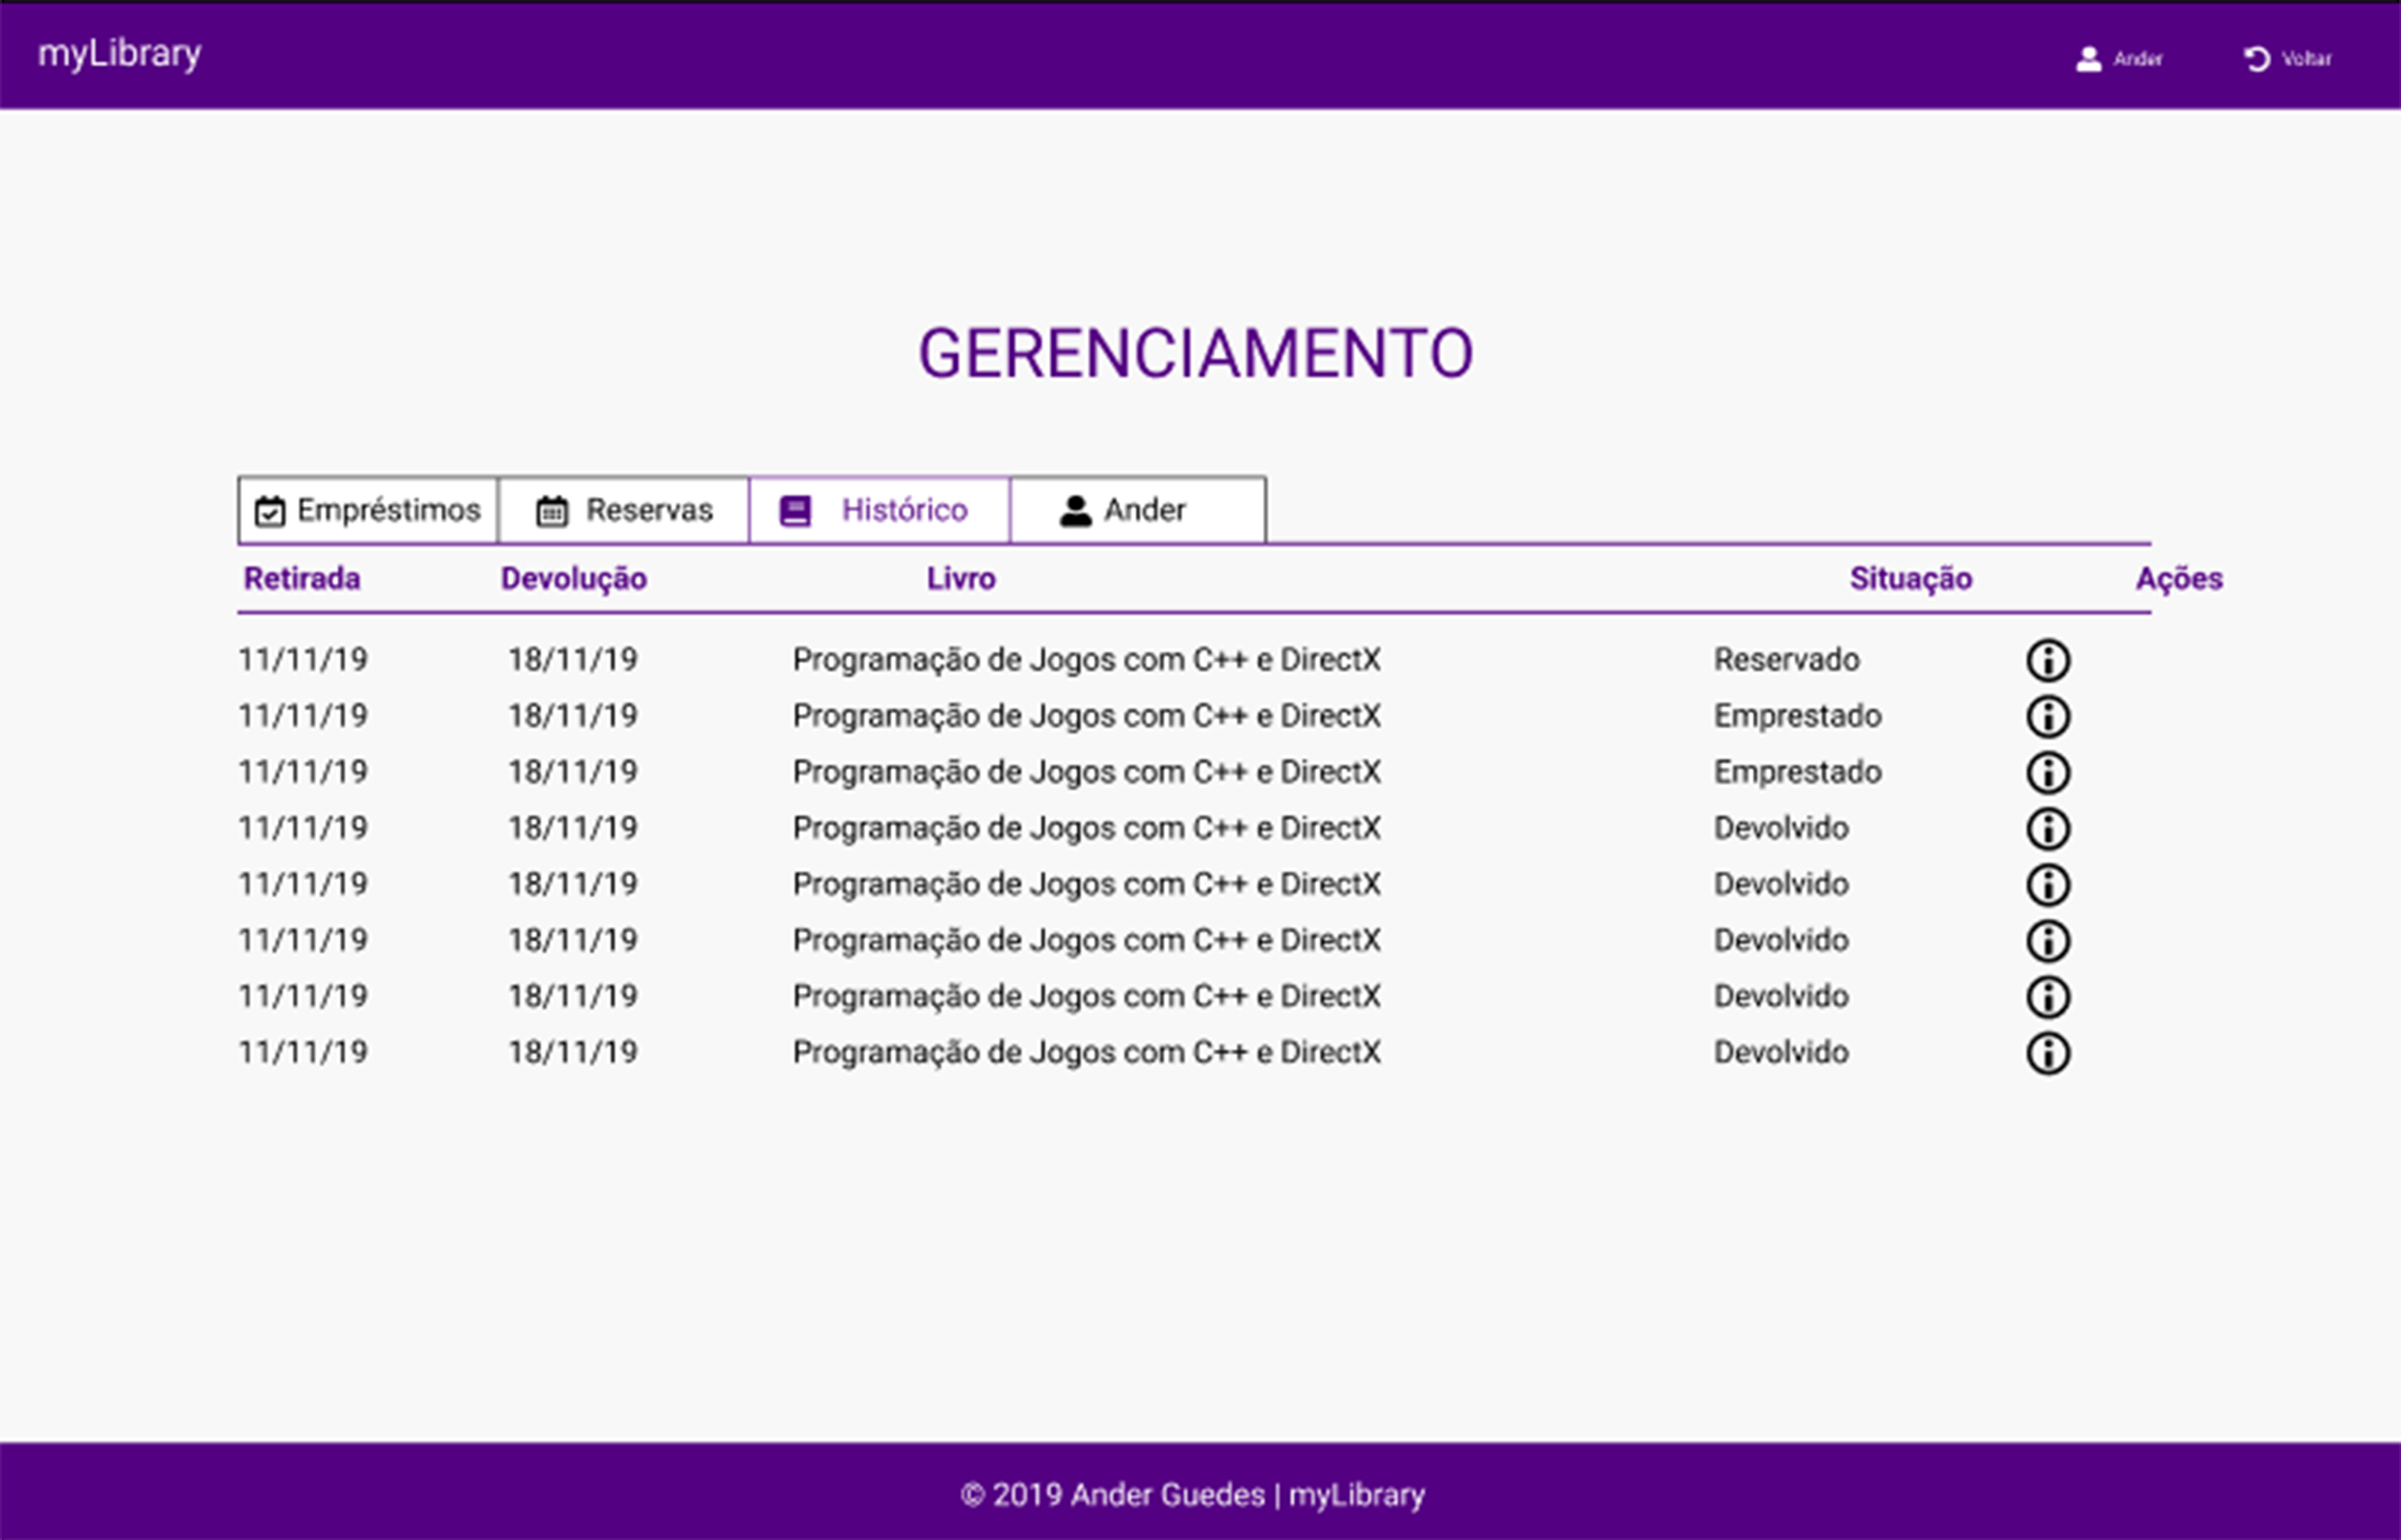 myLibrary Ander Voltar
GERENCIAMENTO
Empréstimos Reservas Histórico Ander
Retirada Devolução Livro Situação Ações
11/11/19 18/11/19 Programação de Jogos com C++ e DirectX Reservado
11/11/19 18/11/19 Programação de Jogos com C++ e DirectX Emprestado
11/11/19 18/11/19 Programação de Jogos com C++ e DirectX Emprestado
11/11/19 18/11/19 Programação de Jogos com C++ e DirectX Devolvido
11/11/19 18/11/19 Programação de Jogos com C++ e DirectX Devolvido
11/11/19 18/11/19 Programação de Jogos com C++ e DirectX Devolvido
11/11/19 18/11/19 Programação de Jogos com C++ e DirectX Devolvido
11/11/19 18/11/19 Programação de Jogos com C++ e DirectX Devolvido
© 2019 Ander Guedes | myLibrary